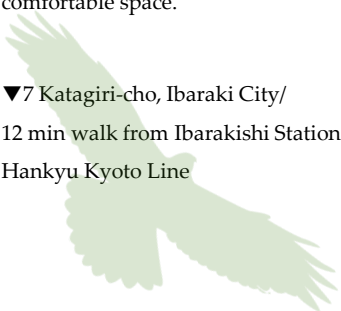 comfortable space.
▼7 Katagiri-cho, Ibaraki City/
12 min walk from Ibarakishi Station
Hankyu Kyoto Line